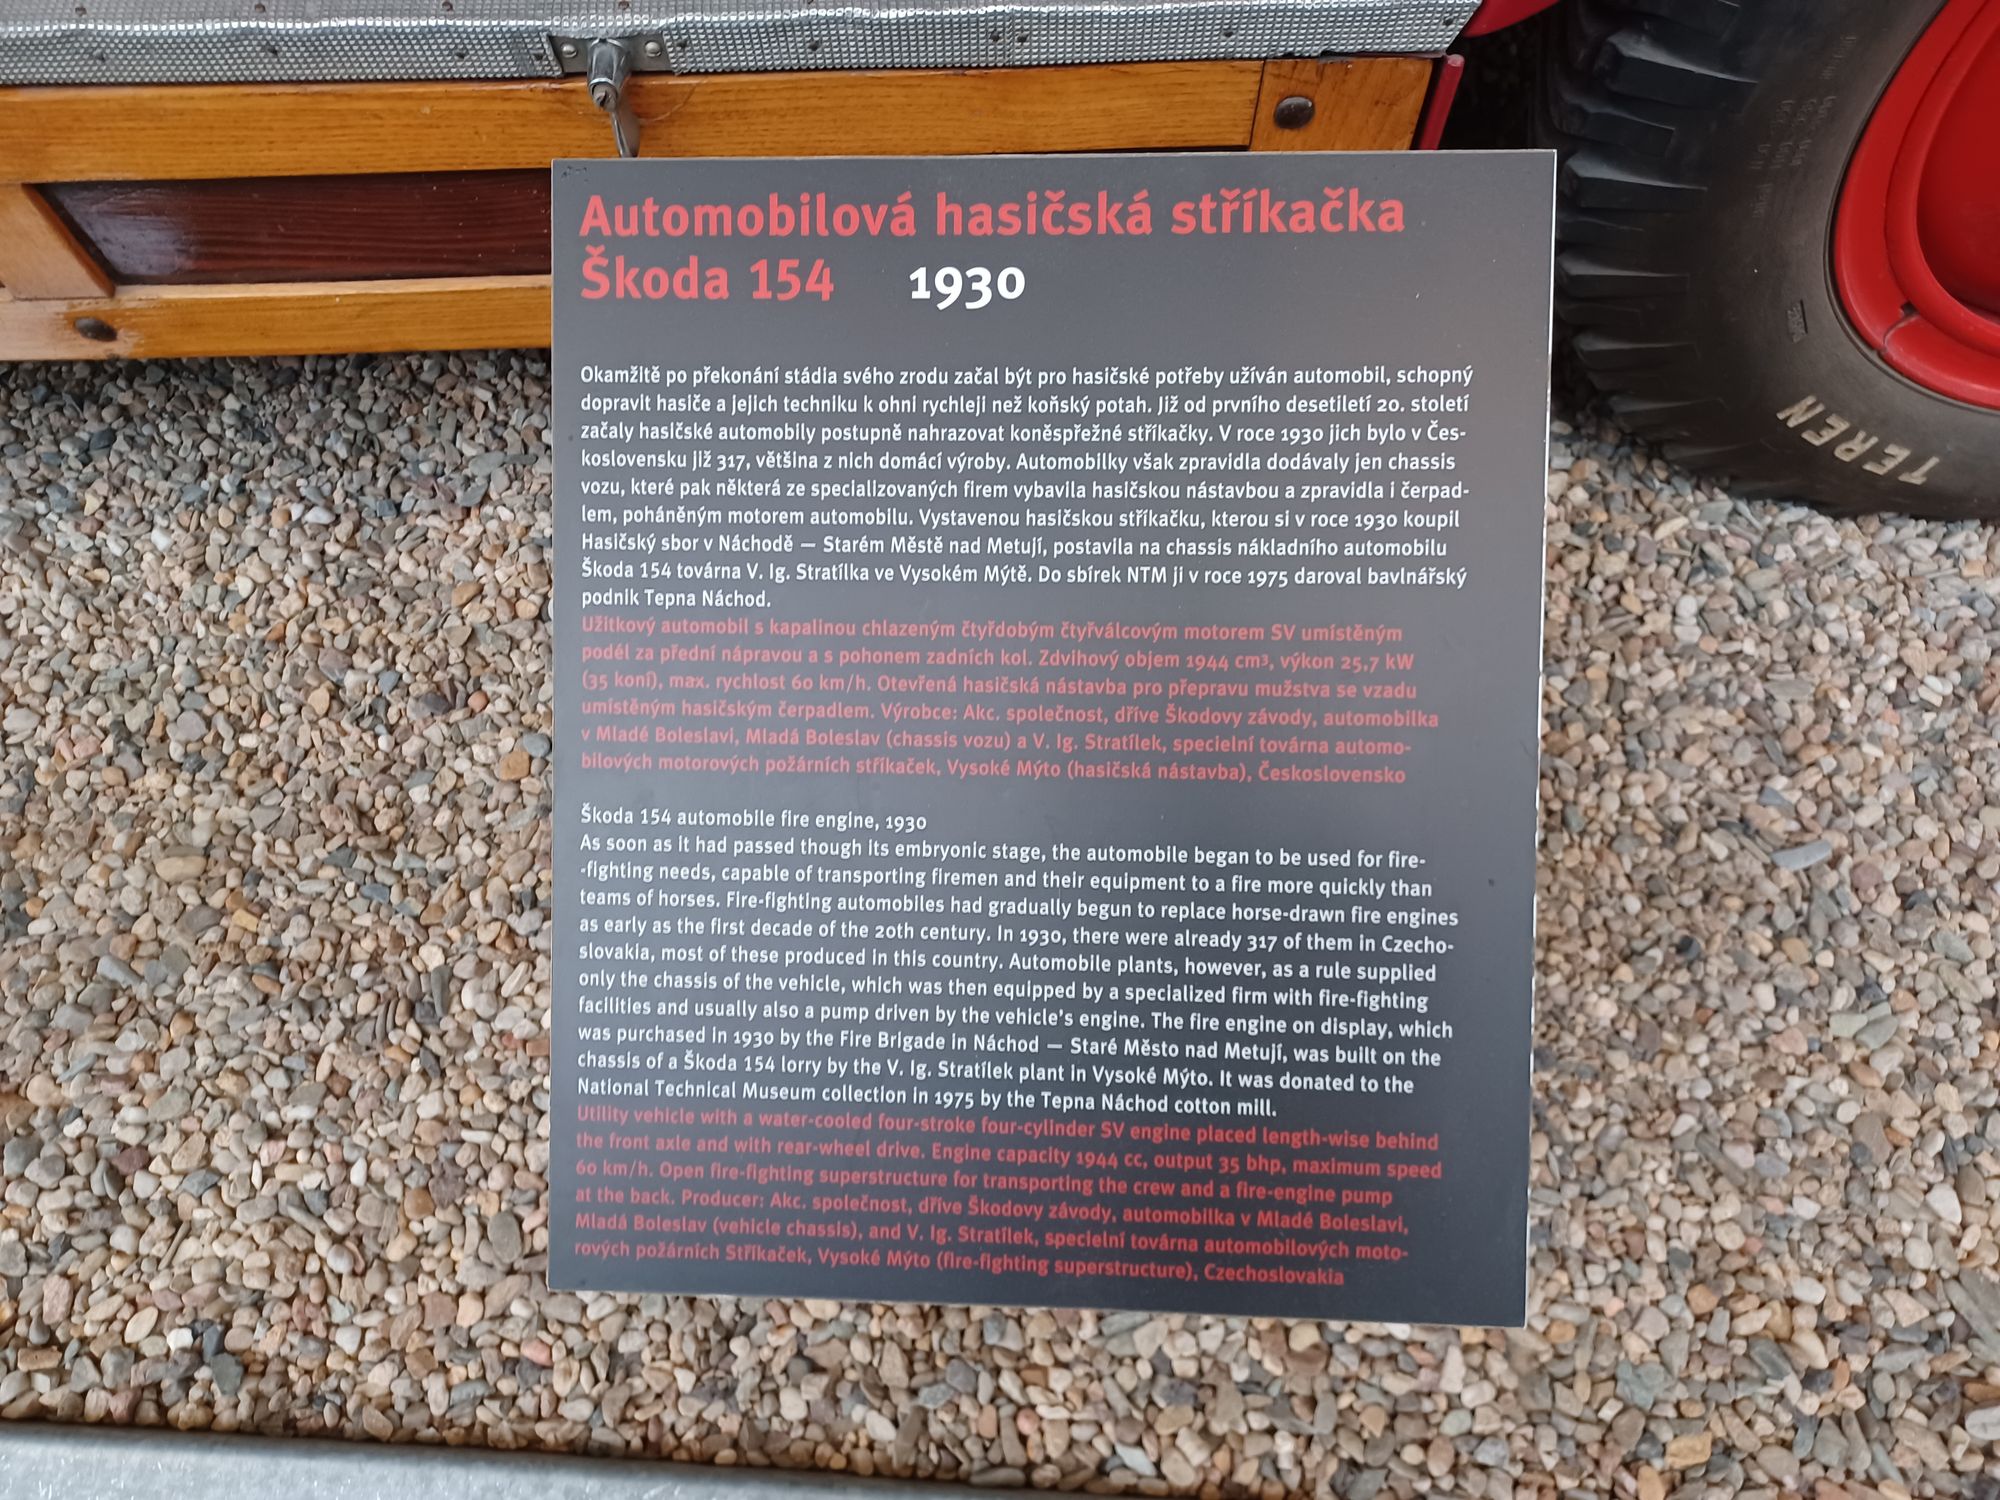 Automobilová hasičská stříkačka
Škoda 154 1930
Okamžitě po překonání stádia svého zrodu začal být pro hasičské potřeby užíván automobil, schopný
dopravit hasiče a jejich techniku k ohni rychleji než koňský potah. Již od prvního desetiletí 20. století
začaly hasičské automobily postupně nahrazovat koněspřežné stříkačky. V roce 1930 jich bylo v Čes-
koslovensku již 317, většina z nich domácí výroby. Automobilky však zpravidla dodávaly jen chassis
vozu, které pak některá ze specializovaných firem vybavila hasičskou nástavbou a zpravidla i čerpad-
lem, poháněným motorem automobilu. Vystavenou hasičskou stříkačku, kterou si v roce 1930 koupil
Hasičský sbor v Náchodě — Starém Městě nad Metují, postavila na chassis nákladního automobilu
Škoda 154 továrna V. Ig. Stratílka ve Vysokém Mýtě. Do sbírek NTM ji v roce 1975 daroval bavlnářský
podnik Tepna Náchod.
Užitkový automobil s kapalinou chlazeným čtyřdobým čtyřválcovým motorem SV umístěným
podél za přední nápravou a s pohonem zadních kol. Zdvihový objem 1944 cm³, výkon 25,7 kW
(35 koní), max. rychlost 60 km/h. Otevřená hasičská nástavba pro přepravu mužstva se vzadu
umístěným hasičským čerpadlem. Výrobce: Akc. společnost, dříve Škodovy závody, automobilka
v Mladé Boleslavi, Mladá Boleslav (chassis vozu) a V. Ig. Stratílek, specielní továrna automo-
bilových motorových požárních stříkaček, Vysoké Mýto (hasičská nástavba), Československo
Škoda 154 automobile fire engine, 1930
As soon as it had passed though its embryonic stage, the automobile began to be used for fire-
-fighting needs, capable of transporting firemen and their equipment to a fire more quickly than
teams of horses. Fire-fighting automobiles had gradually begun to replace horse-drawn fire engines
as early as the first decade of the 20th century. In 1930, there were already 317 of them in Czecho-
slovakia, most of these produced in this country. Automobile plants, however, as a rule supplied
only the chassis of the vehicle, which was then equipped by a specialized firm with fire-fighting
facilities and usually also a pump driven by the vehicle's engine. The fire engine on display, which
was purchased in 1930 by the Fire Brigade in Náchod — Staré Město nad Metují, was built on the
chassis of a Škoda 154 lorry by the V. Ig. Stratílek plant in Vysoké Mýto. It was donated to the
National Technical Museum collection in 1975 by the Tepna Náchod cotton mill.
Utility vehicle with a water-cooled four-stroke four-cylinder SV engine placed length-wise behind
the front axle and with rear-wheel drive. Engine capacity 1944 cc, output 35 bhp, maximum speed
60 km/h. Open fire-fighting superstructure for transporting the crew and a fire-engine pump
at the back. Producer: Akc. společnost, dříve Škodovy závody, automobilka v Mladé Boleslavi,
Mladá Boleslav (vehicle chassis), and V. Ig. Stratílek, specielní továrna automobilových moto-
rových požárních Stříkaček, Vysoké Mýto (fire-fighting superstructure), Czechoslovakia
TEREN